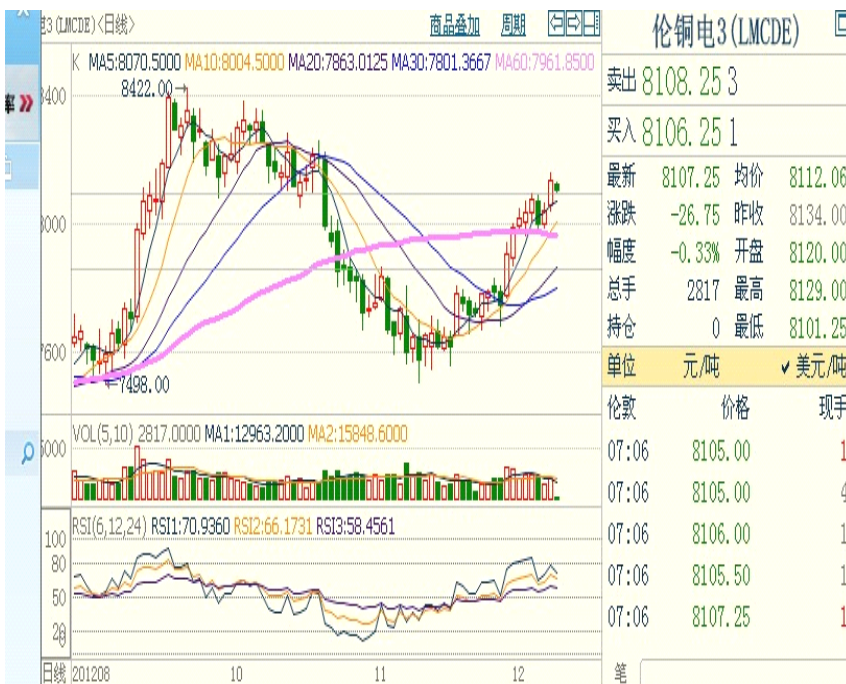 3 (LMCDE)〈日线〉 商品叠加 周期
K MA5:8070.5000 MA10:8004.5000 MA20:7863.0125 MA30:7801.3667 MA60:7961.8500
8422.00
8400
8000
7600
7498.00
VOL(5,10) 2817.0000 MA1:12963.2000 MA2:15848.6000
5000
RSI(6,12,24) RSI1:70.9360 RSI2:66.1731 RSI3:58.4561
100
80
50
20
日线 201208 10 11 12
率
伦铜电3(LMCDE)
卖出 8108.25 3
买入 8106.25 1
最新 8107.25 均价 8112.06
涨跌 -26.75 昨收 8134.00
幅度 -0.33% 开盘 8120.00
总手 2817 最高 8129.00
持仓 0 最低 8101.25
单位 元/吨 ✓美元/吨
伦敦 价格 现手
07:06 8105.00 1
07:06 8105.00 4
07:06 8106.00 1
07:06 8105.50 1
07:06 8107.25 1
笔